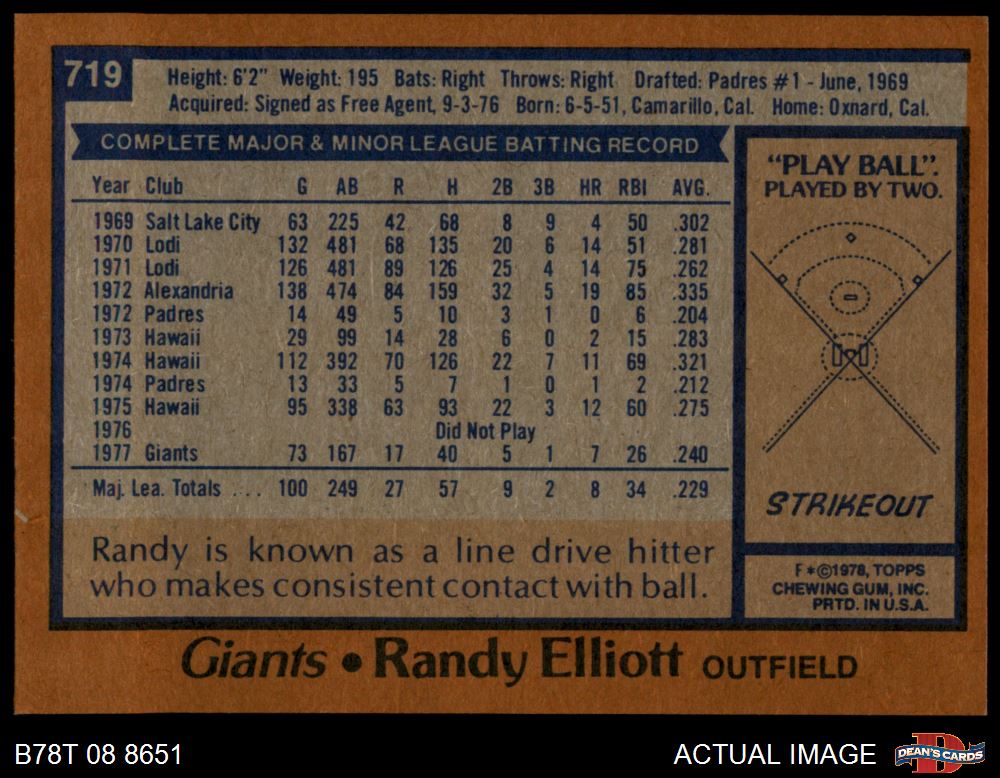 719
Height: 6'2" Weight: 195 Bats: Right Throws: Right Drafted: Padres #1 - June, 1969
Acquired: Signed as Free Agent, 9-3-76 Born: 6-5-51, Camarillo, Cal. Home: Oxnard, Cal.
COMPLETE MAJOR & MINOR LEAGUE BATTING RECORD
Year Club G AB R H 2B 3B HR RBI AVG.
1969 Salt Lake City 63 225 42 68 8 9 4 50 .302
1970 Lodi 132 481 68 135 20 6 14 51 .281
1971 Lodi 126 481 89 126 25 4 14 75 .262
1972 Alexandria 138 474 84 159 32 5 19 85 .335
1972 Padres 14 49 5 10 3 1 0 6 .204
1973 Hawaii 29 99 14 28 6 0 2 15 .283
1974 Hawaii 112 392 70 126 22 7 11 69 .321
1974 Padres 13 33 5 7 1 0 1 2 .212
1975 Hawaii 95 338 63 93 22 3 12 60 .275
1976 Did Not Play
1977 Giants 73 167 17 40 5 1 7 26 .240
Maj. Lea. Totals ... 100 249 27 57 9 2 8 34 .229
Randy is known as a line drive hitter
who makes consistent contact with ball.
"PLAY BALL".
PLAYED BY TWO.
STRIKEOUT
F*©1978, TOPPS
CHEWING GUM, INC.
PRTD. IN U.S.A.
Giants • Randy Elliott OUTFIELD
B78T 08 8651
ACTUAL IMAGE
D
DEAN'S CARDS